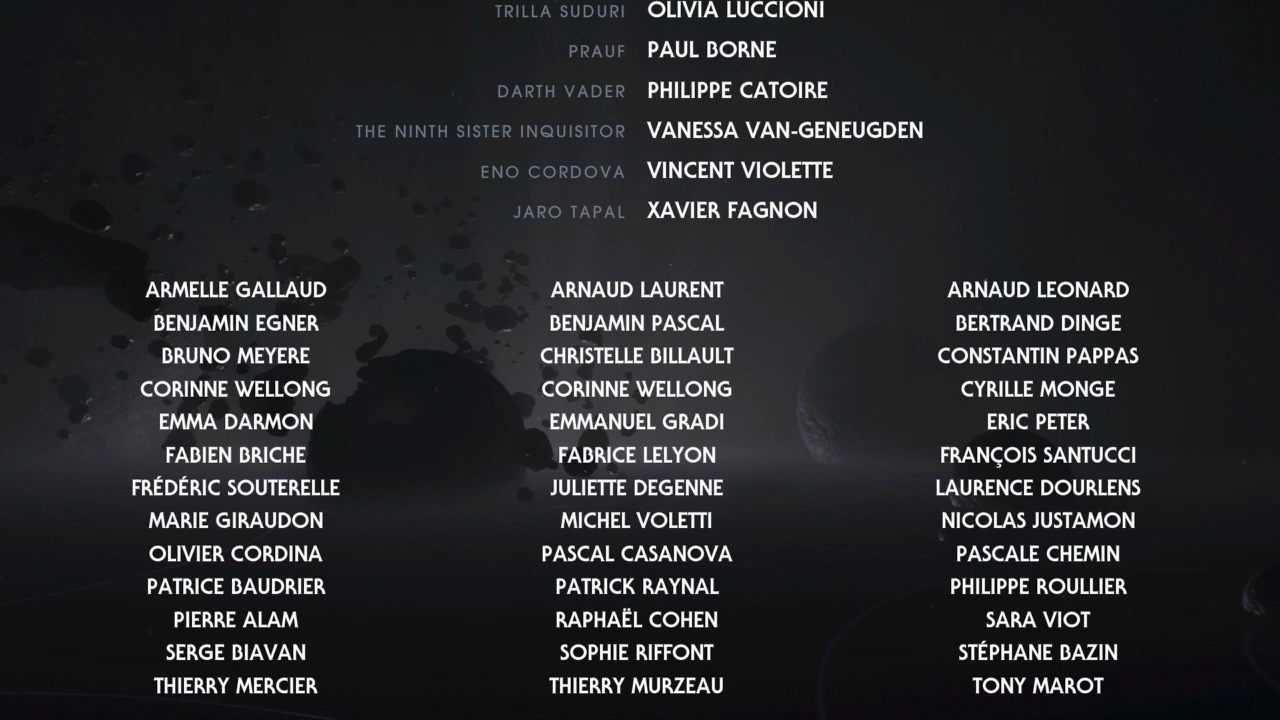 TRILLA SUDURI OLIVIA LUCCIONI
PRAUF PAUL BORNE
DARTH VADER PHILIPPE CATOIRE
THE NINTH SISTER INQUISITOR VANESSA VAN-GENEUGDEN
ENO CORDOVA VINCENT VIOLETTE
JARO TAPAL XAVIER FAGNON
ARMELLE GALLAUD ARNAUD LAURENT ARNAUD LEONARD
BENJAMIN EGNER BENJAMIN PASCAL BERTRAND DINGE
BRUNO MEYERE CHRISTELLE BILLAULT CONSTANTIN PAPPAS
CORINNE WELLONG CORINNE WELLONG CYRILLE MONGE
EMMA DARMON EMMANUEL GRADI ERIC PETER
FABIEN BRICHE FABRICE LELYON FRANÇOIS SANTUCCI
FRÉDÉRIC SOUTERELLE JULIETTE DEGENNE LAURENCE DOURLENS
MARIE GIRAUDON MICHEL VOLETTI NICOLAS JUSTAMON
OLIVIER CORDINA PASCAL CASANOVA PASCALE CHEMIN
PATRICE BAUDRIER PATRICK RAYNAL PHILIPPE ROULLIER
PIERRE ALAM RAPHAËL COHEN SARA VIOT
SERGE BIAVAN SOPHIE RIFFONT STÉPHANE BAZIN
THIERRY MERCIER THIERRY MURZEAU TONY MAROT